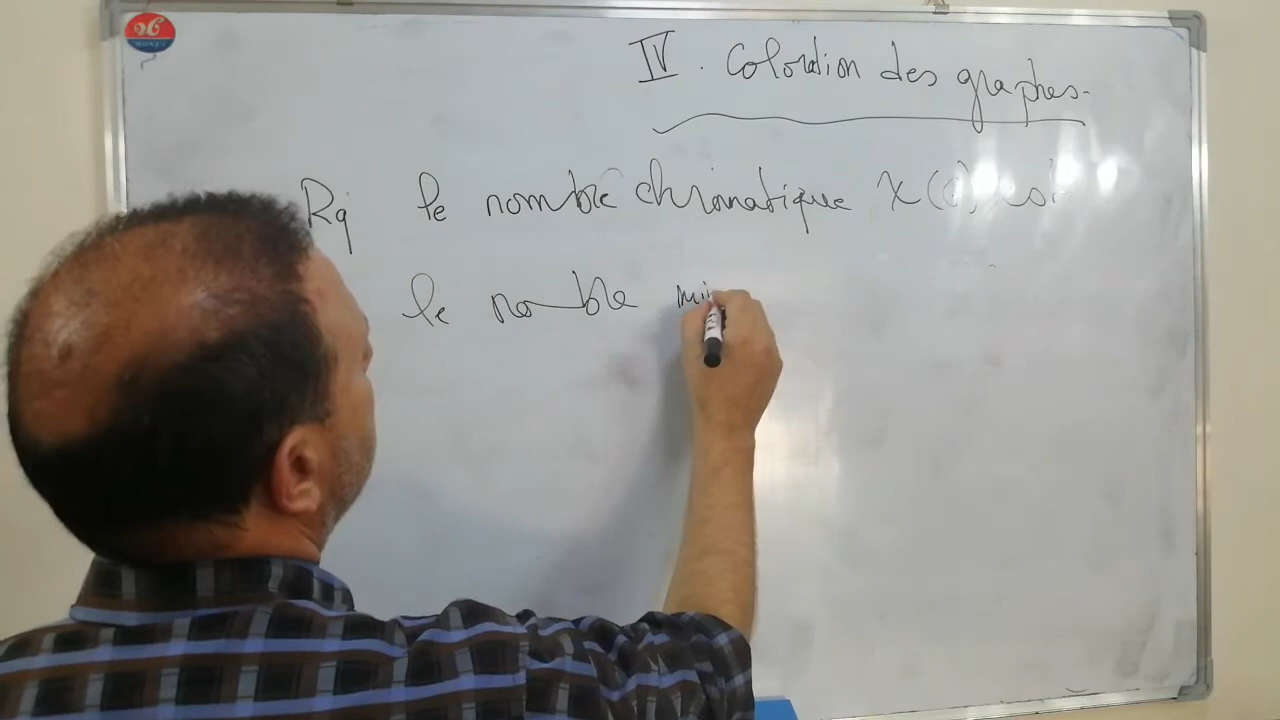 IV. Coloration des graphes.
Rq le nombre chromatique χ(G) est
le nombre mi